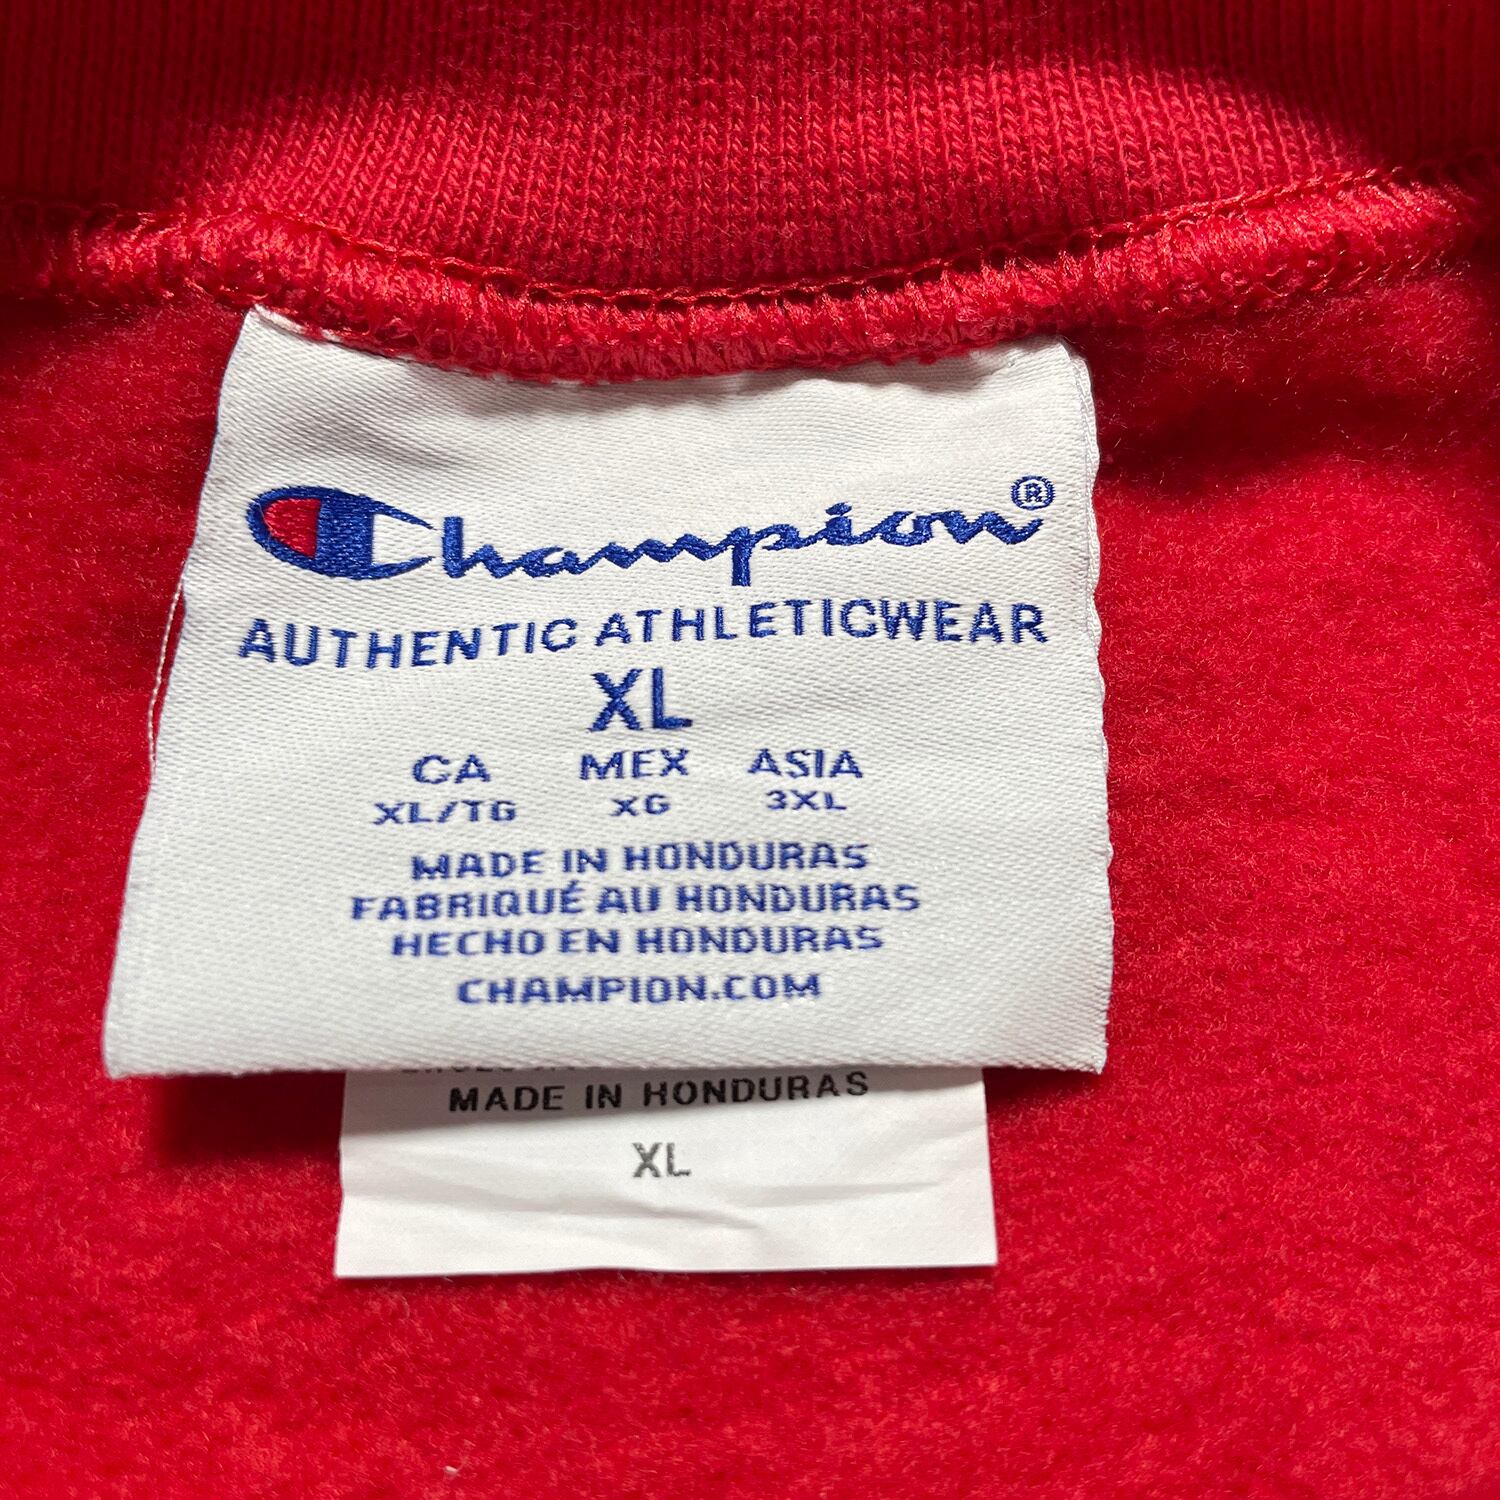 Champion®
AUTHENTIC ATHLETICWEAR
XL
CA MEX ASIA
XL/TG XG 3XL
MADE IN HONDURAS
FABRIQUÉ AU HONDURAS
HECHO EN HONDURAS
CHAMPION.COM
MADE IN HONDURAS
XL